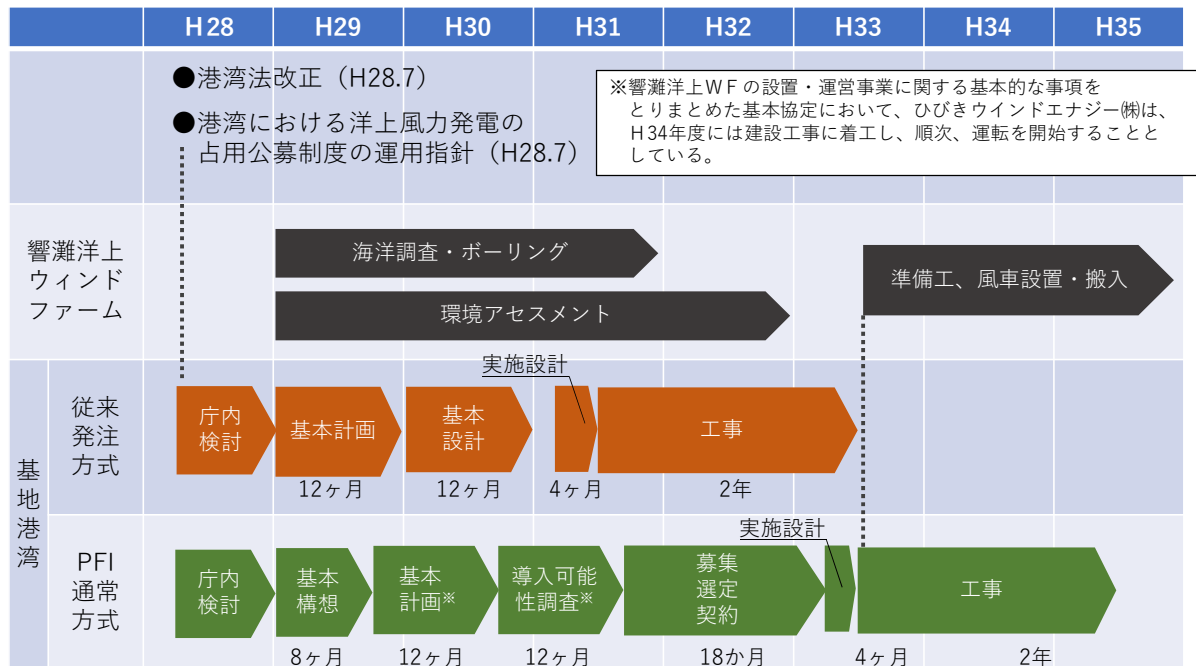 H28 H29 H30 H31 H32 H33 H34 H35
●港湾法改正（H28.7）
●港湾における洋上風力発電の
占用公募制度の運用指針（H28.7）
※響灘洋上ＷＦの設置・運営事業に関する基本的な事項を
とりまとめた基本協定において、ひびきウインドエナジー㈱は、
Ｈ34年度には建設工事に着工し、順次、運転を開始することと
している。
響灘洋上
ウィンド
ファーム
海洋調査・ボーリング
環境アセスメント
準備工、風車設置・搬入
基地港湾
従来
発注
方式
庁内
検討
基本計画
基本
設計
実施設計
工事
12ヶ月 12ヶ月 4ヶ月 2年
PFI
通常
方式
庁内
検討
基本
構想
基本
計画※
導入可能
性調査※
募集
選定
契約
実施設計
工事
8ヶ月 12ヶ月 12ヶ月 18か月 4ヶ月 2年